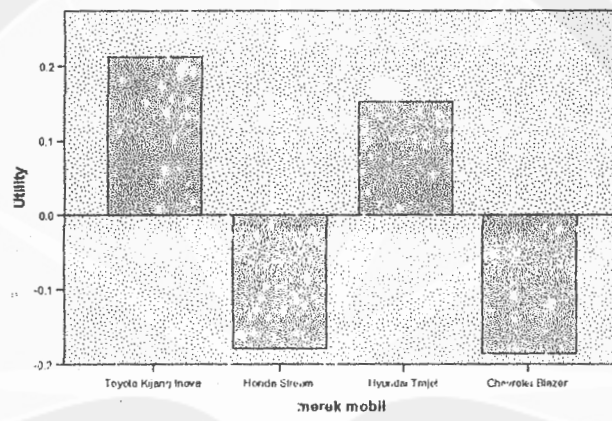 Utility
0.2
0.1
0.0
-0.1
-0.2
Toyota Kijang Inova Honda Stream Hyundai Trajet Chevrolet Blazer
merek mobil